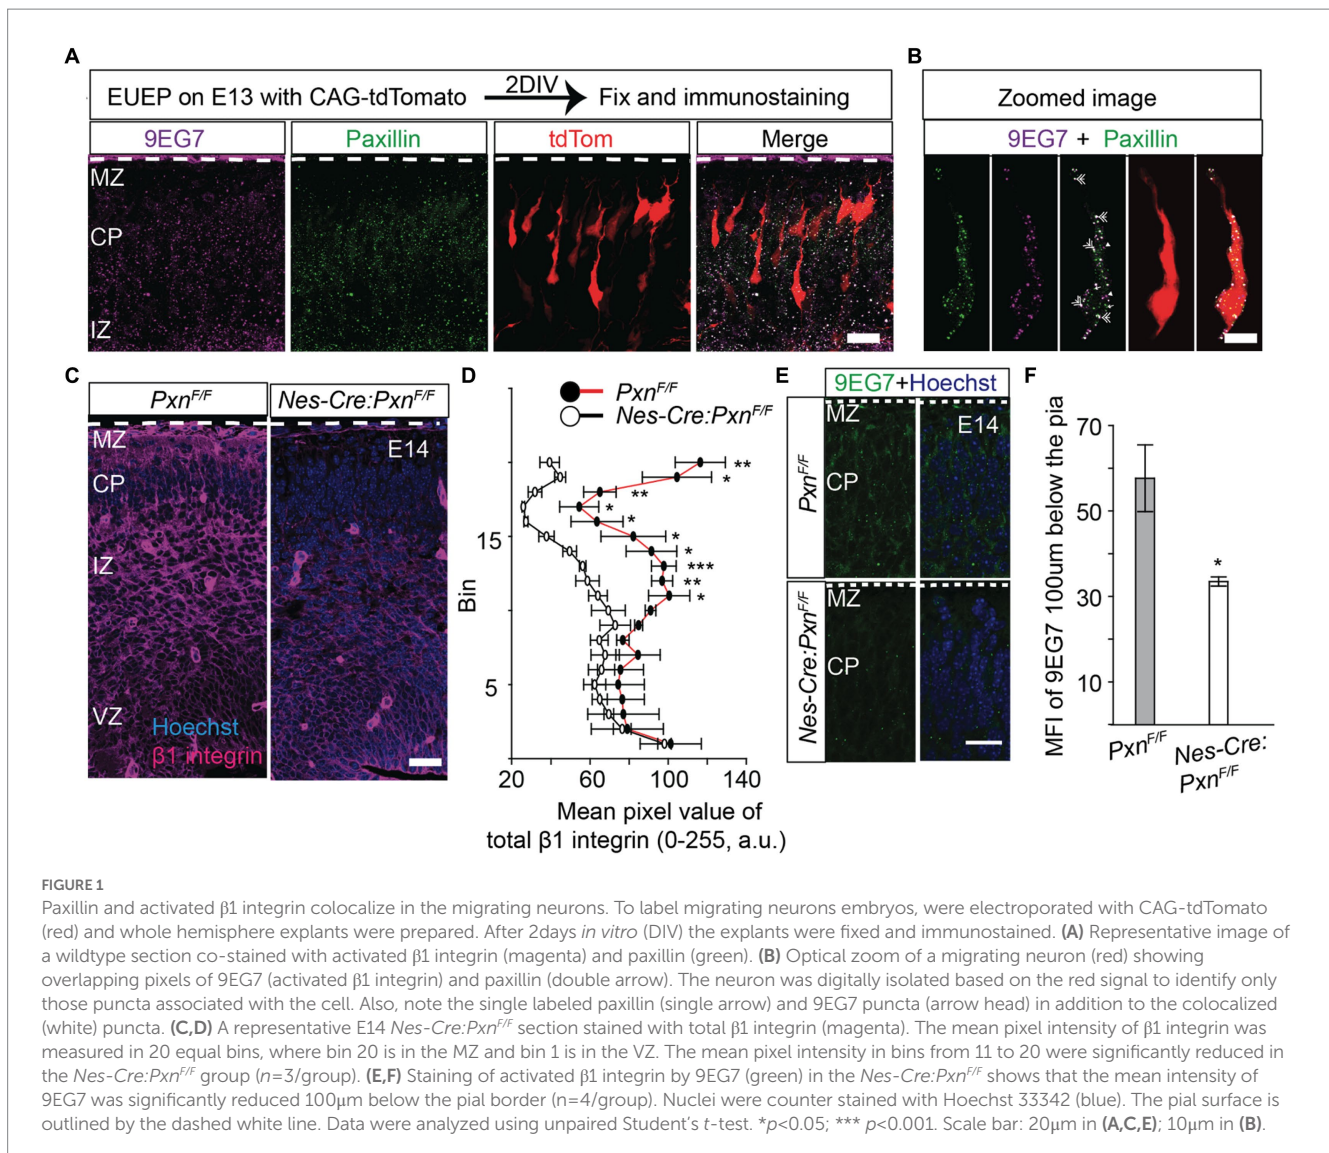 A
EUEP on E13 with CAG-tdTomato 2DIV Fix and immunostaining
9EG7 Paxillin tdTom Merge
MZ
CP
IZ
B
Zoomed image
9EG7 + Paxillin
C
Pxn^F/F Nes-Cre:Pxn^F/F
MZ E14
CP
IZ
VZ
Hoechst
β1 integrin
D
Pxn^F/F
Nes-Cre:Pxn^F/F
**
*
**
*
*
*
*
***
**
*
15
5
Bin
20 60 100 140
Mean pixel value of
total β1 integrin (0-255, a.u.)
E
9EG7+Hoechst
Pxn^F/F
MZ E14
CP
Nes-Cre:Pxn^F/F
MZ
CP
F
MFI of 9EG7 100um below the pia
70
50
30
10
*
Pxn^F/F
Nes-Cre:
Pxn^F/F
FIGURE 1
Paxillin and activated β1 integrin colocalize in the migrating neurons. To label migrating neurons embryos, were electroporated with CAG-tdTomato
(red) and whole hemisphere explants were prepared. After 2days in vitro (DIV) the explants were fixed and immunostained. (A) Representative image of
a wildtype section co-stained with activated β1 integrin (magenta) and paxillin (green). (B) Optical zoom of a migrating neuron (red) showing
overlapping pixels of 9EG7 (activated β1 integrin) and paxillin (double arrow). The neuron was digitally isolated based on the red signal to identify only
those puncta associated with the cell. Also, note the single labeled paxillin (single arrow) and 9EG7 puncta (arrow head) in addition to the colocalized
(white) puncta. (C,D) A representative E14 Nes-Cre:Pxn^F/F section stained with total β1 integrin (magenta). The mean pixel intensity of β1 integrin was
measured in 20 equal bins, where bin 20 is in the MZ and bin 1 is in the VZ. The mean pixel intensity in bins from 11 to 20 were significantly reduced in
the Nes-Cre:Pxn^F/F group (n=3/group). (E,F) Staining of activated β1 integrin by 9EG7 (green) in the Nes-Cre:Pxn^F/F shows that the mean intensity of
9EG7 was significantly reduced 100μm below the pial border (n=4/group). Nuclei were counter stained with Hoechst 33342 (blue). The pial surface is
outlined by the dashed white line. Data were analyzed using unpaired Student's t-test. *p<0.05; *** p<0.001. Scale bar: 20μm in (A,C,E); 10μm in (B).